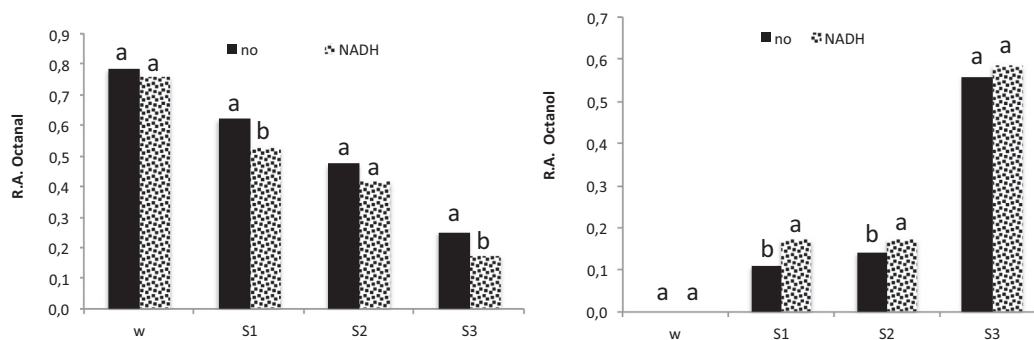 R.A. Octanal
0,9
0,8
0,7
0,6
0,5
0,4
0,3
0,2
0,1
0,0
no NADH
a a
a b
a a
a b
w S1 S2 S3
R.A. Octanol
0,7
0,6
0,5
0,4
0,3
0,2
0,1
0,0
no NADH
a a
b a
b a
a a
w S1 S2 S3